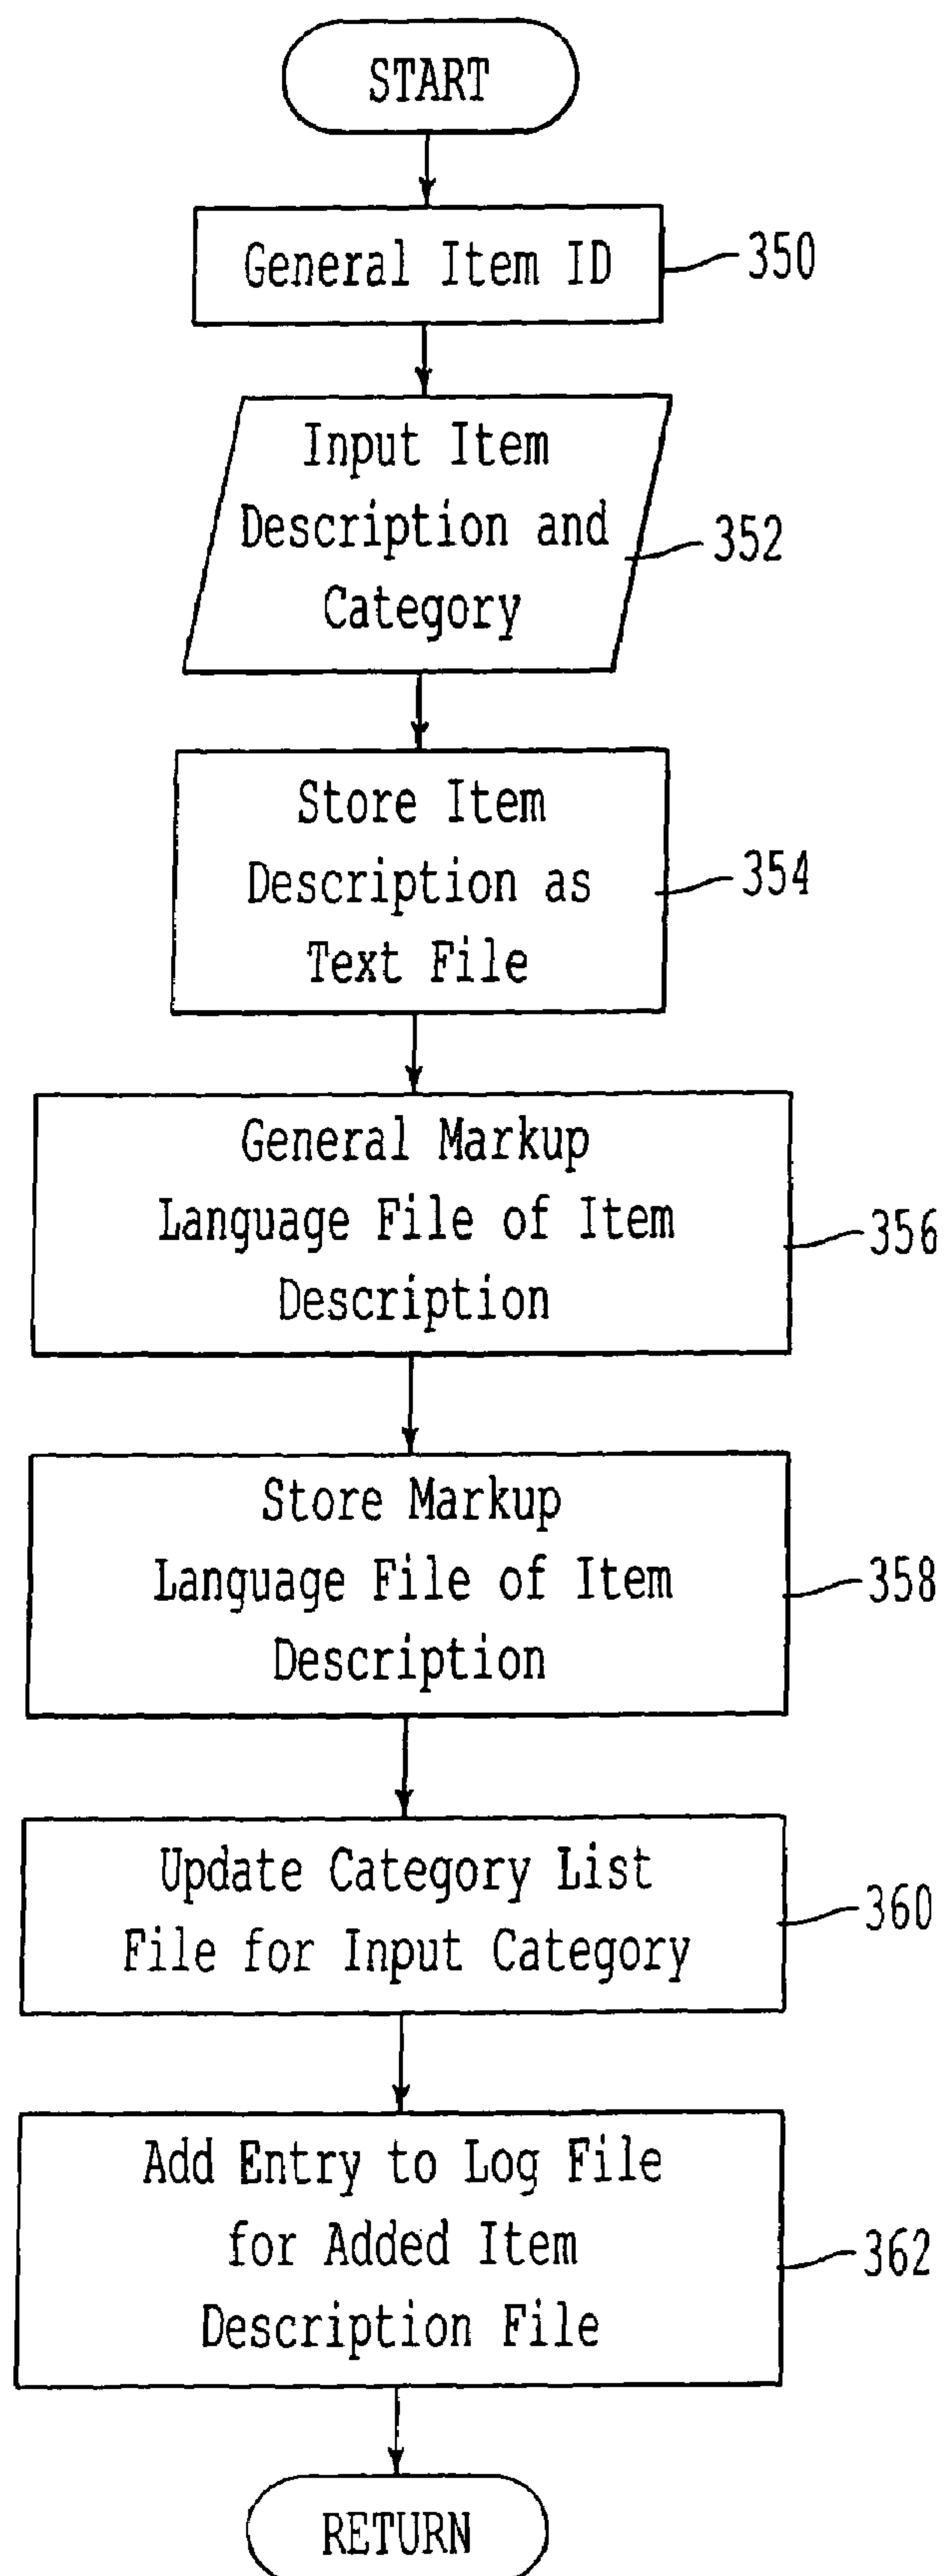 START
General Item ID
350
Input Item
Description and
Category
352
Store Item
Description as
Text File
354
General Markup
Language File of Item
Description
356
Store Markup
Language File of Item
Description
358
Update Category List
File for Input Category
360
Add Entry to Log File
for Added Item
Description File
362
RETURN